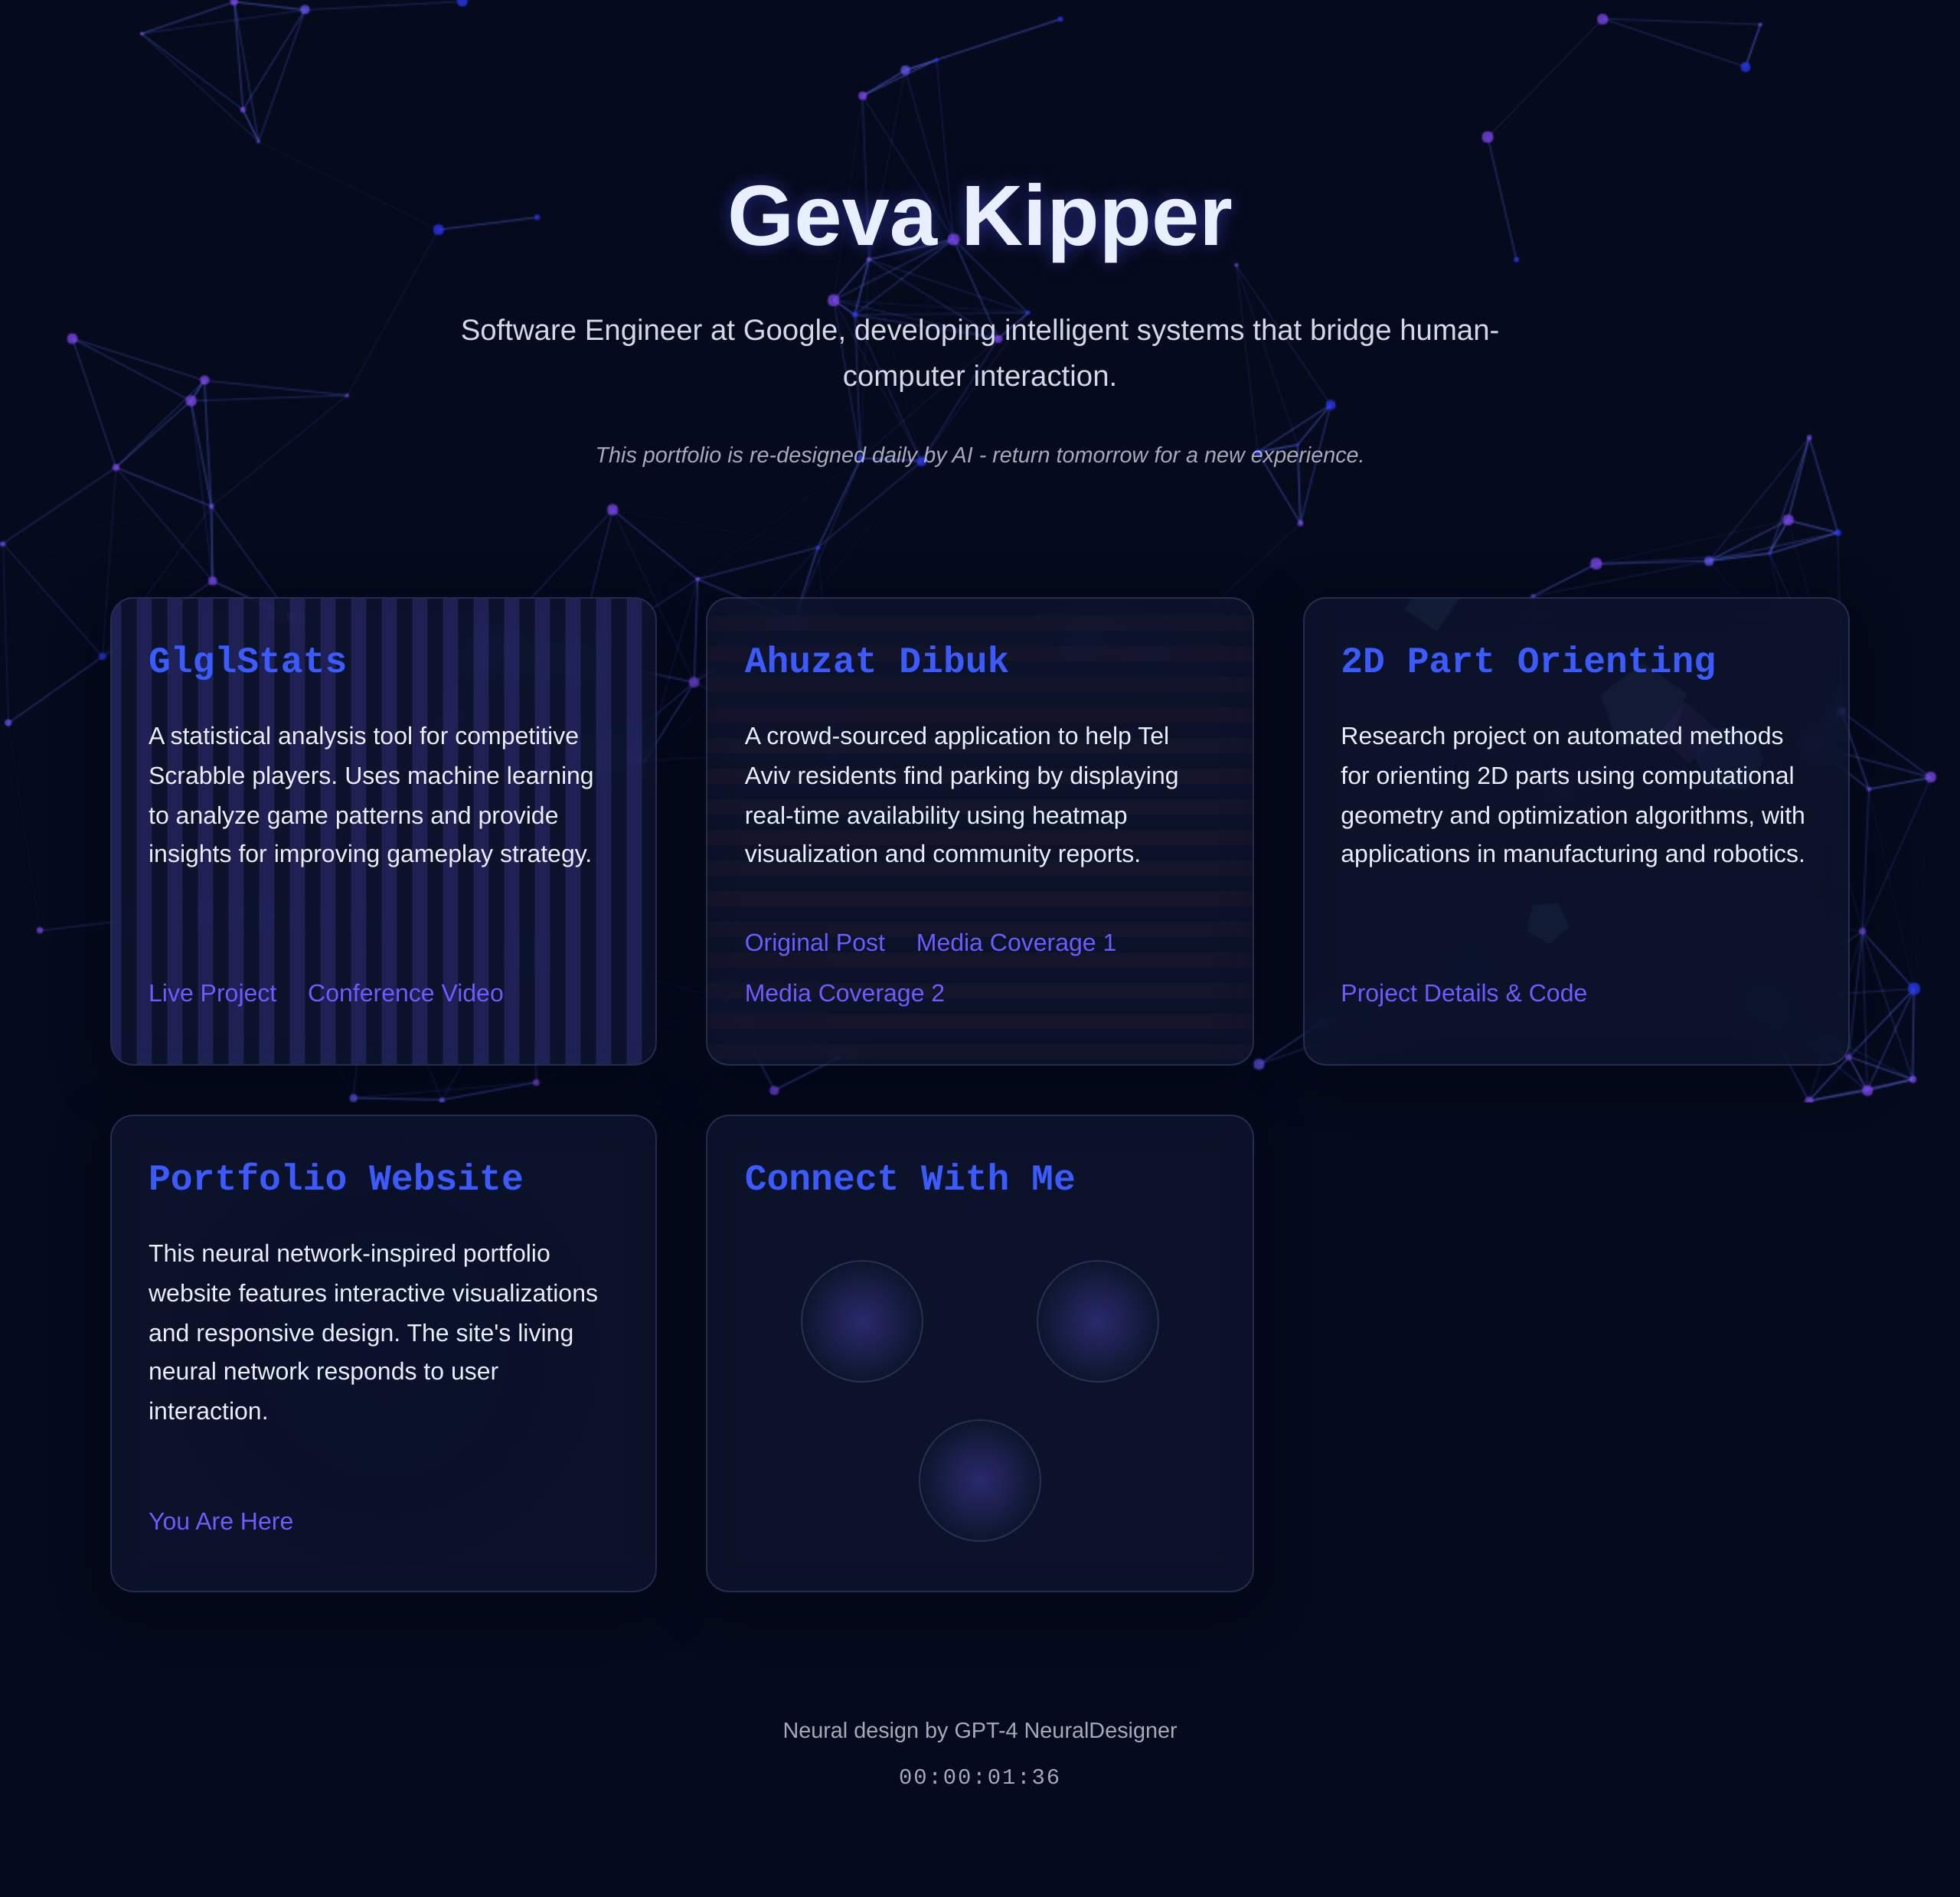 Geva Kipper
Software Engineer at Google, developing intelligent systems that bridge human-
computer interaction.
This portfolio is re-designed daily by AI - return tomorrow for a new experience.
GlglStats
A statistical analysis tool for competitive
Scrabble players. Uses machine learning
to analyze game patterns and provide
insights for improving gameplay strategy.
Live Project Conference Video
Ahuzat Dibuk
A crowd-sourced application to help Tel
Aviv residents find parking by displaying
real-time availability using heatmap
visualization and community reports.
Original Post Media Coverage 1
Media Coverage 2
2D Part Orienting
Research project on automated methods
for orienting 2D parts using computational
geometry and optimization algorithms, with
applications in manufacturing and robotics.
Project Details & Code
Portfolio Website
This neural network-inspired portfolio
website features interactive visualizations
and responsive design. The site's living
neural network responds to user
interaction.
You Are Here
Connect With Me
Neural design by GPT-4 NeuralDesigner
00:00:01:36